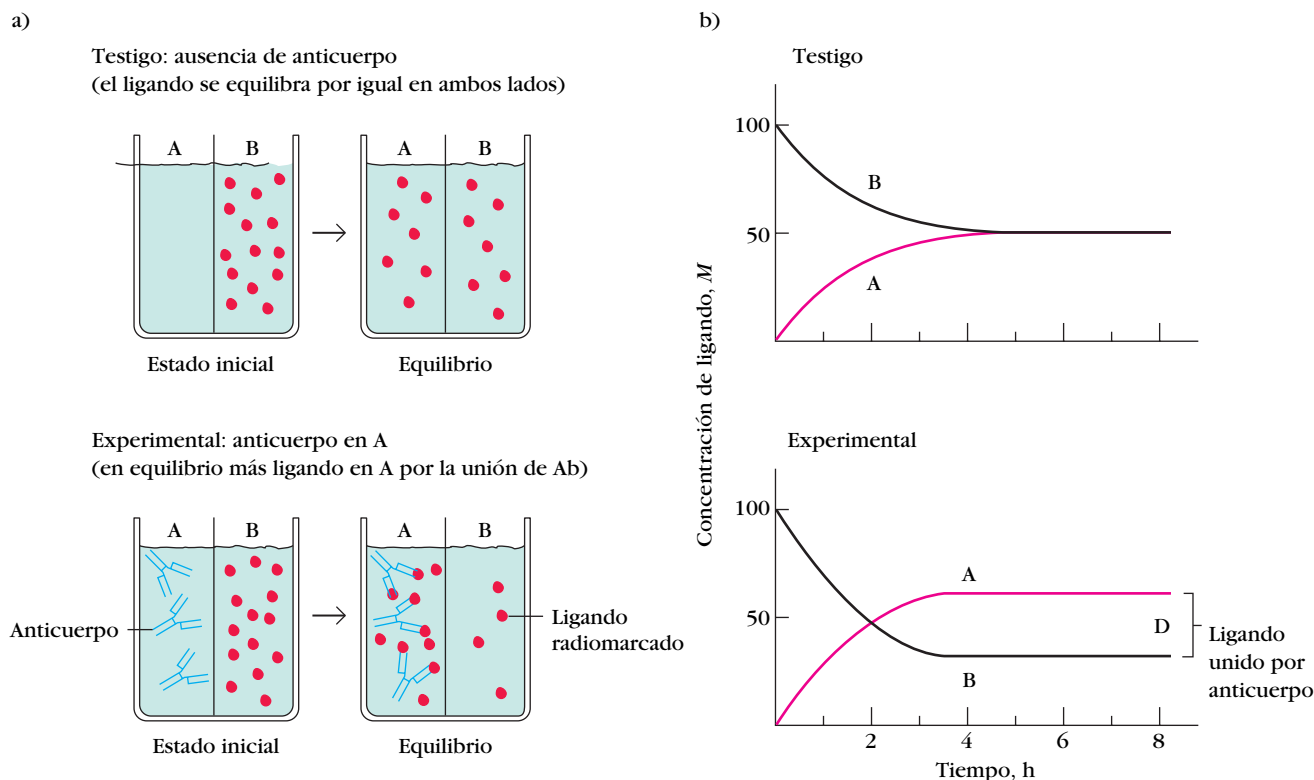 a)
Testigo: ausencia de anticuerpo
(el ligando se equilibra por igual en ambos lados)
A
B
A
B
Estado inicial
Equilibrio
Experimental: anticuerpo en A
(en equilibrio más ligando en A por la unión de Ab)
A
B
A
B
Anticuerpo
Ligando
radiomarcado
Estado inicial
Equilibrio
b)
Concentración de ligando, M
Testigo
100
50
B
A
Experimental
100
50
A
B
D
Ligando
unido por
anticuerpo
2
4
6
8
Tiempo, h